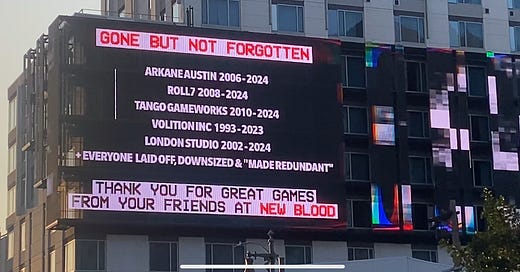 GONE BUT NOT FORGOTTEN
ARKANE AUSTIN 2006-2024
ROLL7 2008-2024
TANGO GAMEWORKS 2010-2024
VOLITION INC 1993-2023
LONDON STUDIO 2002-2024
+EVERYONE LAID OFF, DOWNSIZED & "MADE REDUNDANT"
THANK YOU FOR GREAT GAMES
FROM YOUR FRIENDS AT NEW BLOOD